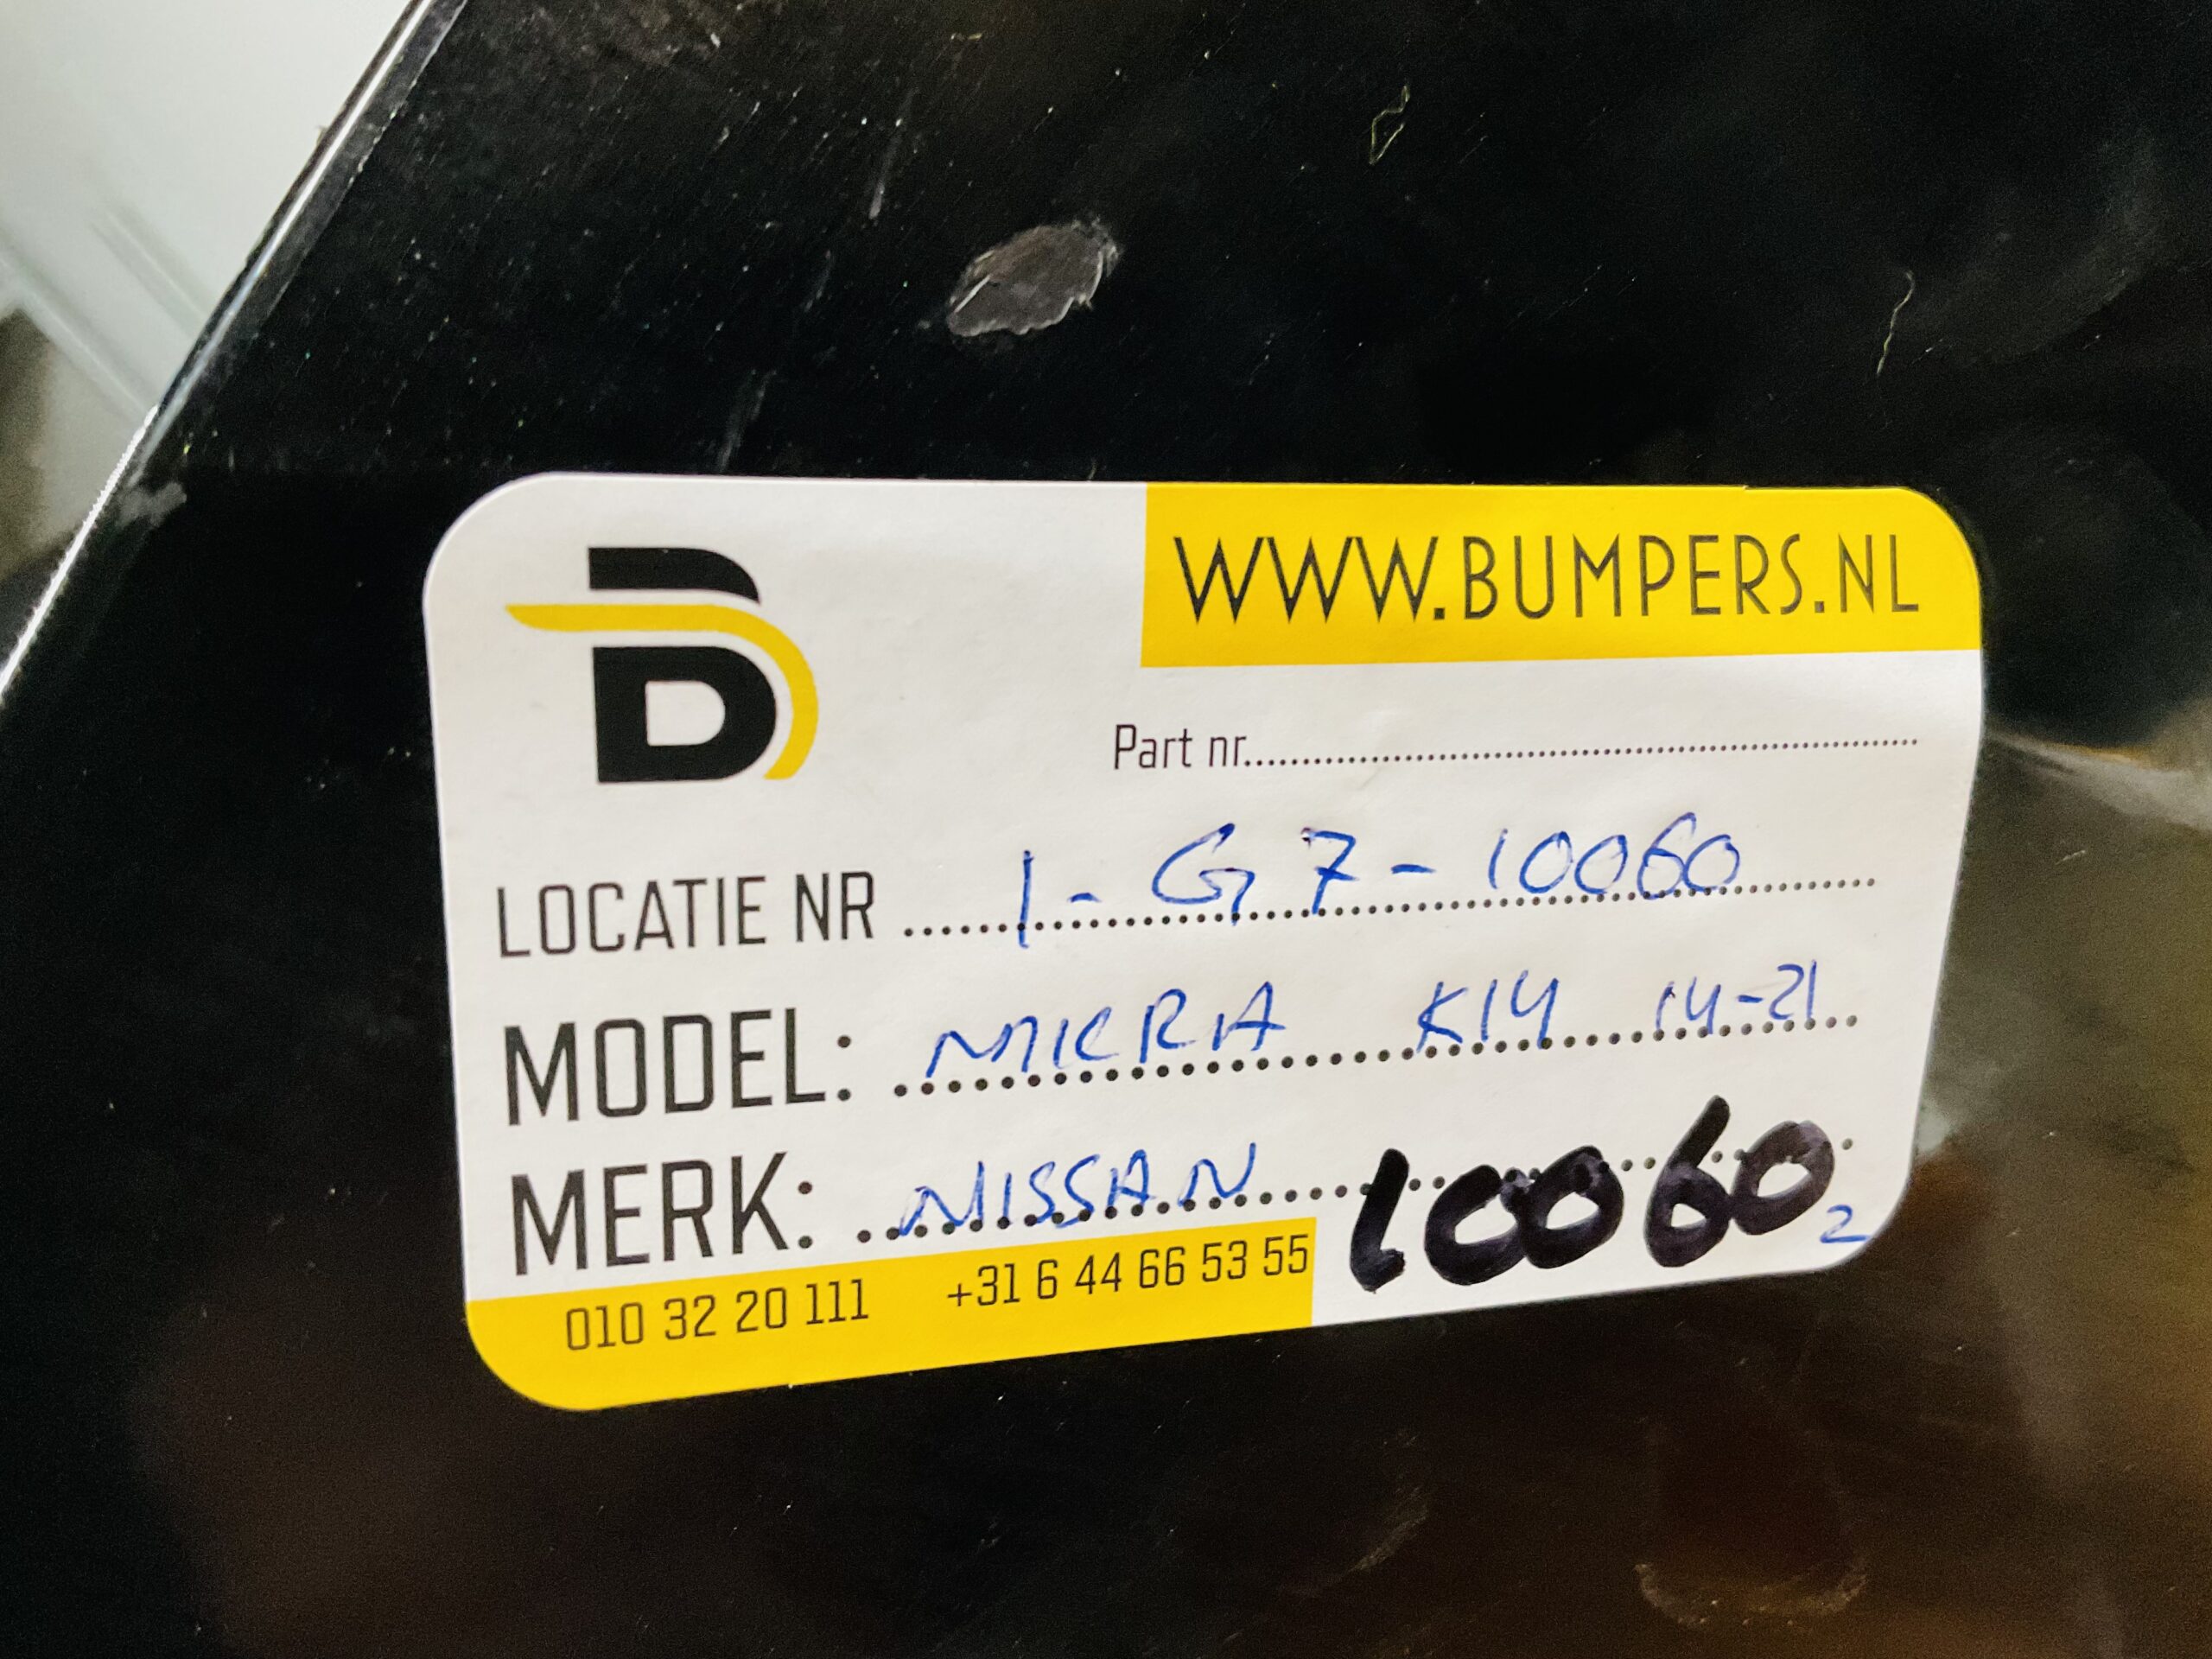 B
WWW.BUMPERS.NL
Part nr..........
LOCATIE NR 1-G7-10060
MODEL: MICRA K14 14-21
MERK: NISSAN 10060 2
010 32 20 111 +31 6 44 66 53 55